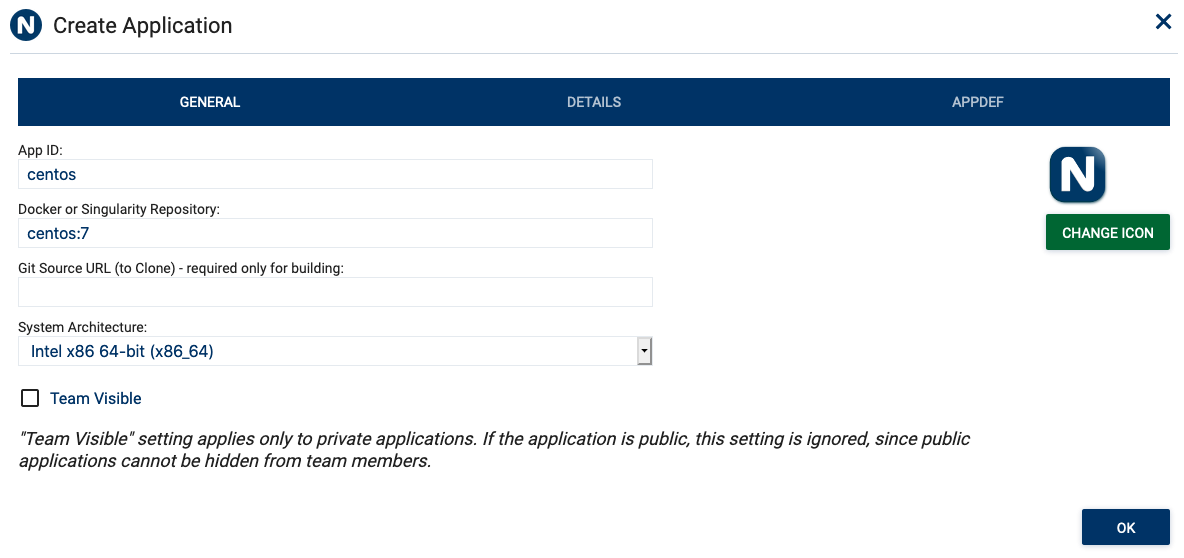 N Create Application
GENERAL DETAILS APPDEF
App ID:
centos
Docker or Singularity Repository:
centos:7
N
CHANGE ICON
Git Source URL (to Clone) - required only for building:
System Architecture:
Intel x86 64-bit (x86_64)
Team Visible
"Team Visible" setting applies only to private applications. If the application is public, this setting is ignored, since public
applications cannot be hidden from team members.
OK